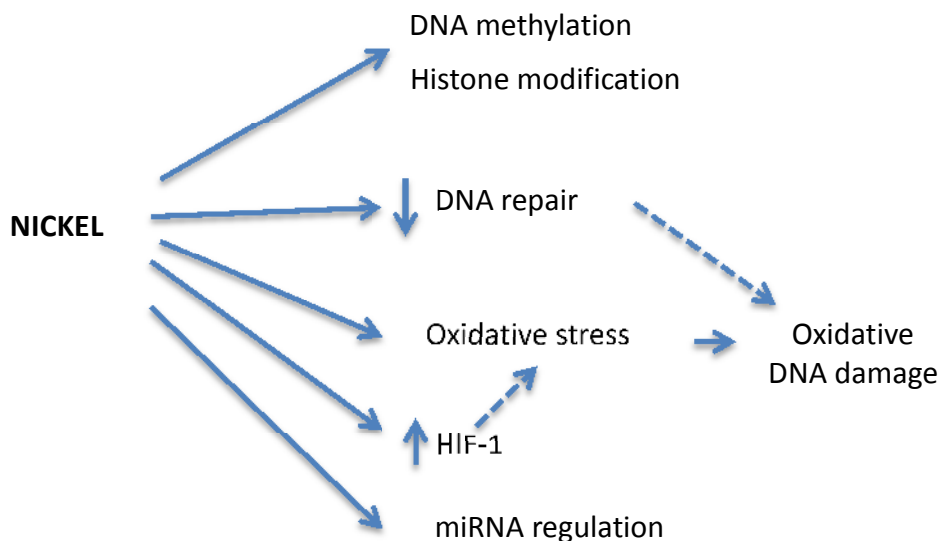 DNA methylation
Histone modification
DNA repair
NICKEL
Oxidative stress
Oxidative
DNA damage
HIF-1
miRNA regulation